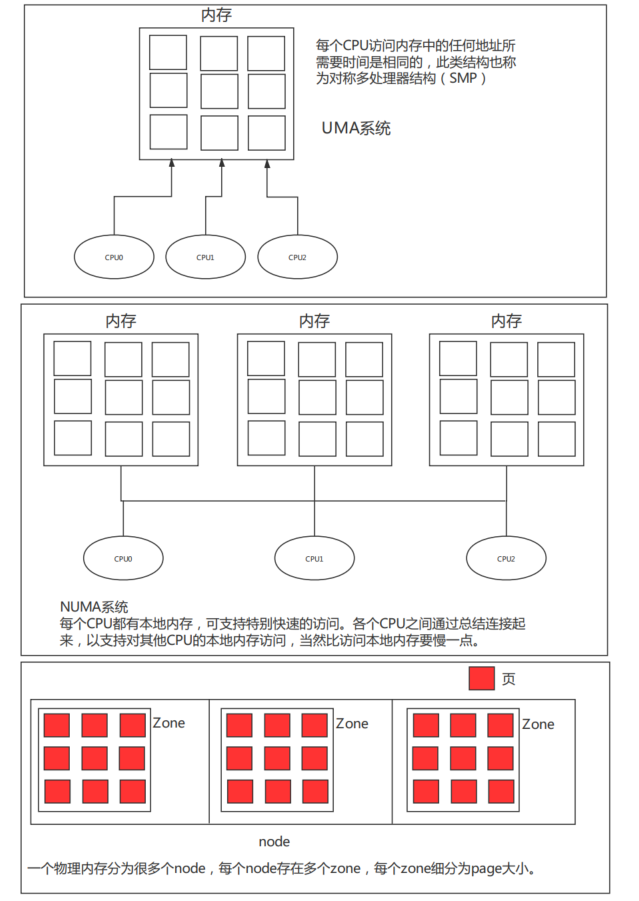 内存
每个CPU访问内存中的任何地址所
需要时间是相同的，此类结构也称
为对称多处理器结构（SMP）
UMA系统
CPU0
CPU1
CPU2
内存
内存
内存
CPU0
CPU1
CPU2
NUMA系统
每个CPU都有本地内存，可支持特别快速的访问。各个CPU之间通过总结连接起
来，以支持对其他CPU的本地内存访问，当然比访问本地内存要慢一点。
页
Zone
Zone
Zone
node
一个物理内存分为很多个node，每个node存在多个zone，每个zone细分为page大小。